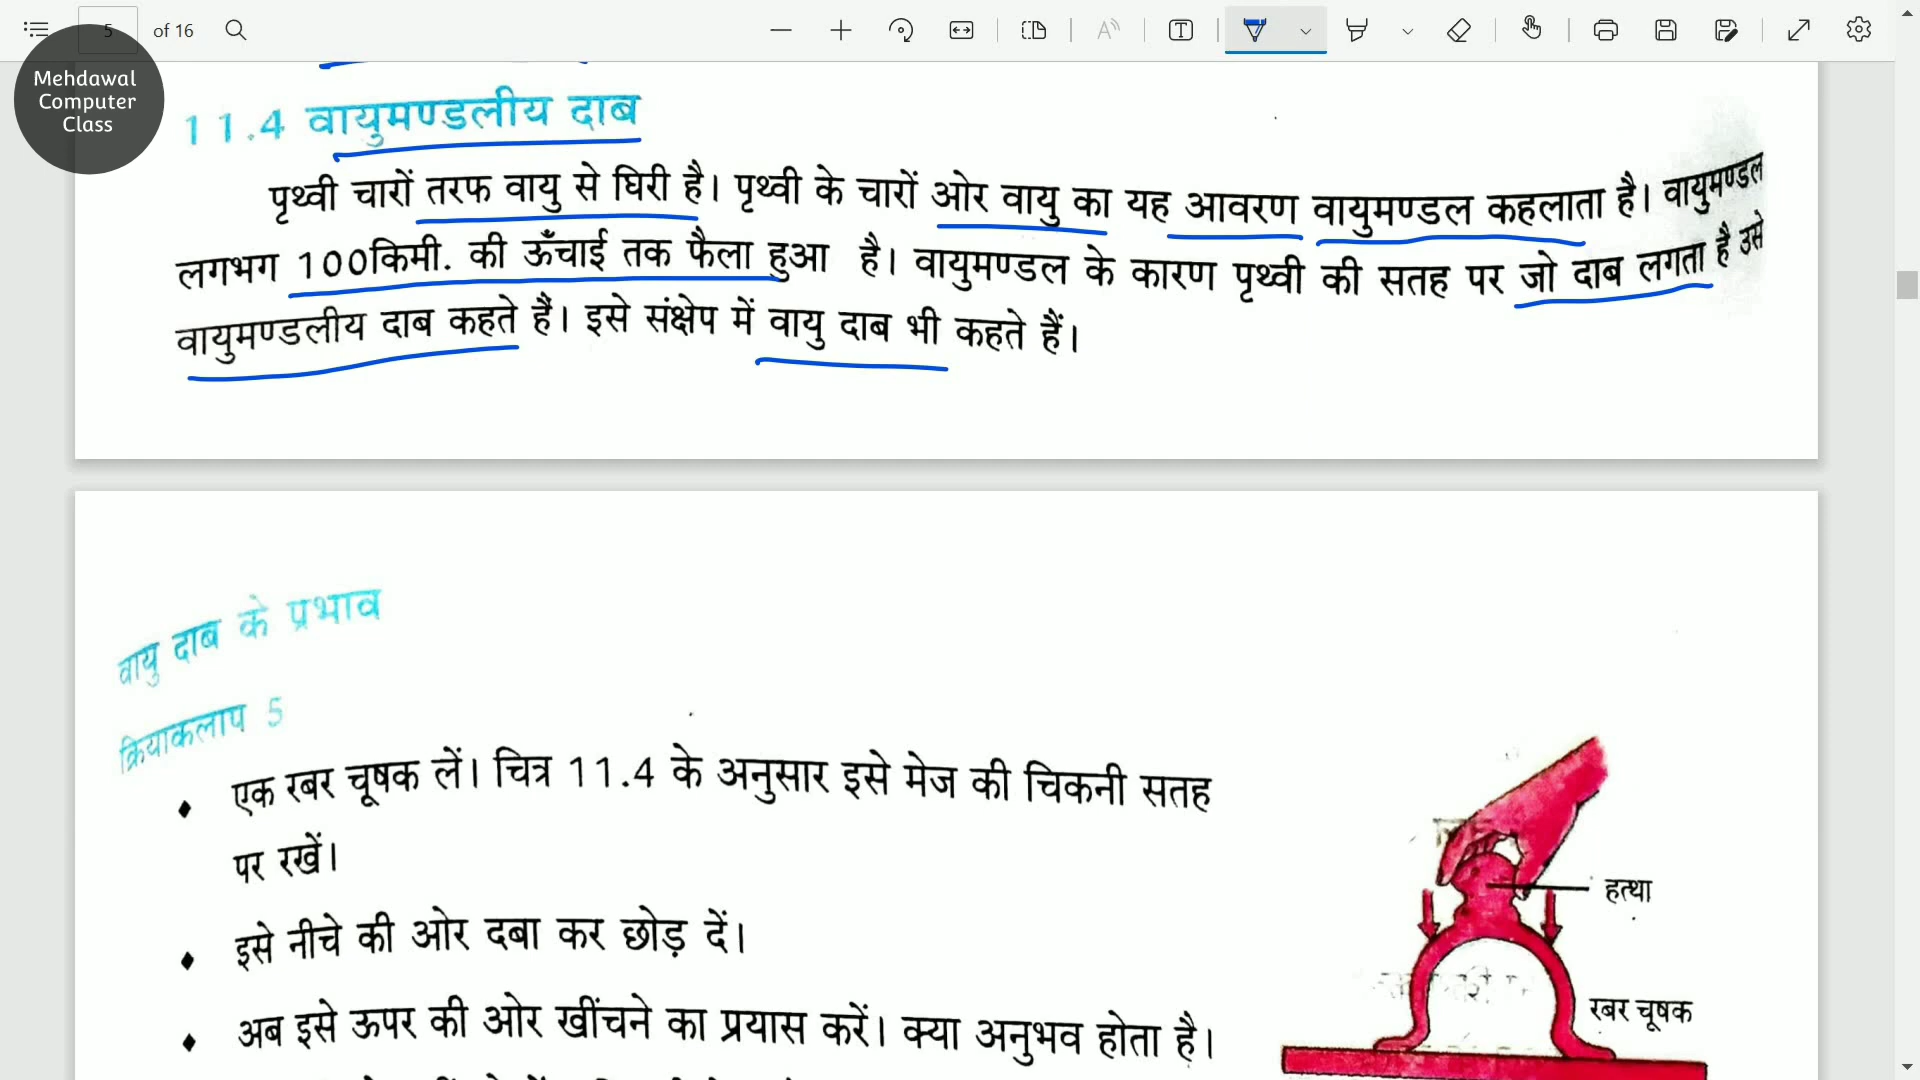 5 of 16
Mehdawal
Computer
Class
11.4 वायुमण्डलीय दाब
पृथ्वी चारों तरफ वायु से घिरी है। पृथ्वी के चारों ओर वायु का यह आवरण वायुमण्डल कहलाता है। वायुमण्डल
लगभग 100किमी. की ऊँचाई तक फैला हुआ है। वायुमण्डल के कारण पृथ्वी की सतह पर जो दाब लगता है उसे
वायुमण्डलीय दाब कहते हैं। इसे संक्षेप में वायु दाब भी कहते हैं।
वायु दाब के प्रभाव
क्रियाकलाप 5
एक रबर चूषक लें। चित्र 11.4 के अनुसार इसे मेज की चिकनी सतह
पर रखें।
इसे नीचे की ओर दबा कर छोड़ दें।
अब इसे ऊपर की ओर खींचने का प्रयास करें। क्या अनुभव होता है।
हत्था
रबर चूषक